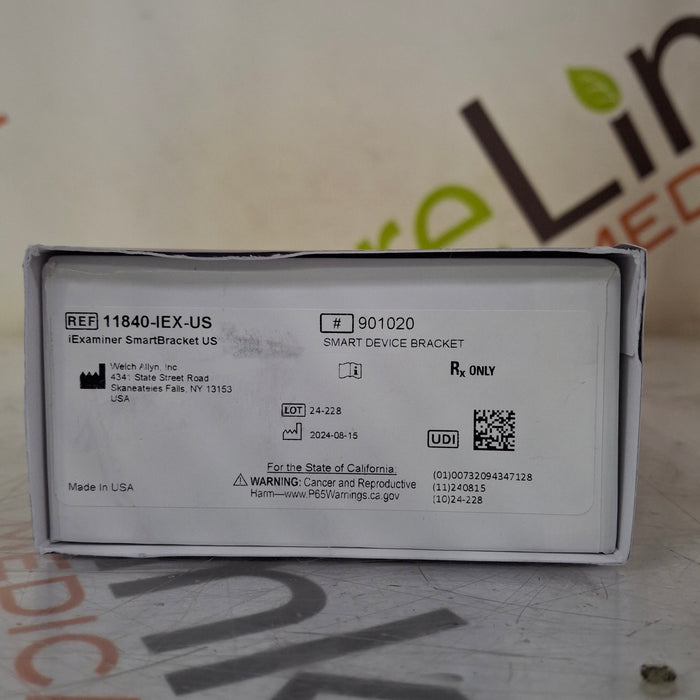 REF 11840-IEX-US
iExaminer SmartBracket US
# 901020
SMART DEVICE BRACKET
Welch Allyn, Inc.
4341 State Street Road
Skaneateles Falls, NY 13153
USA
Rx ONLY
LOT 24-228
2024-08-15
UDI
For the State of California:
WARNING: Cancer and Reproductive
Harm—www.P65Warnings.ca.gov
(01)00732094347128
(11)240815
(10)24-228
Made In USA